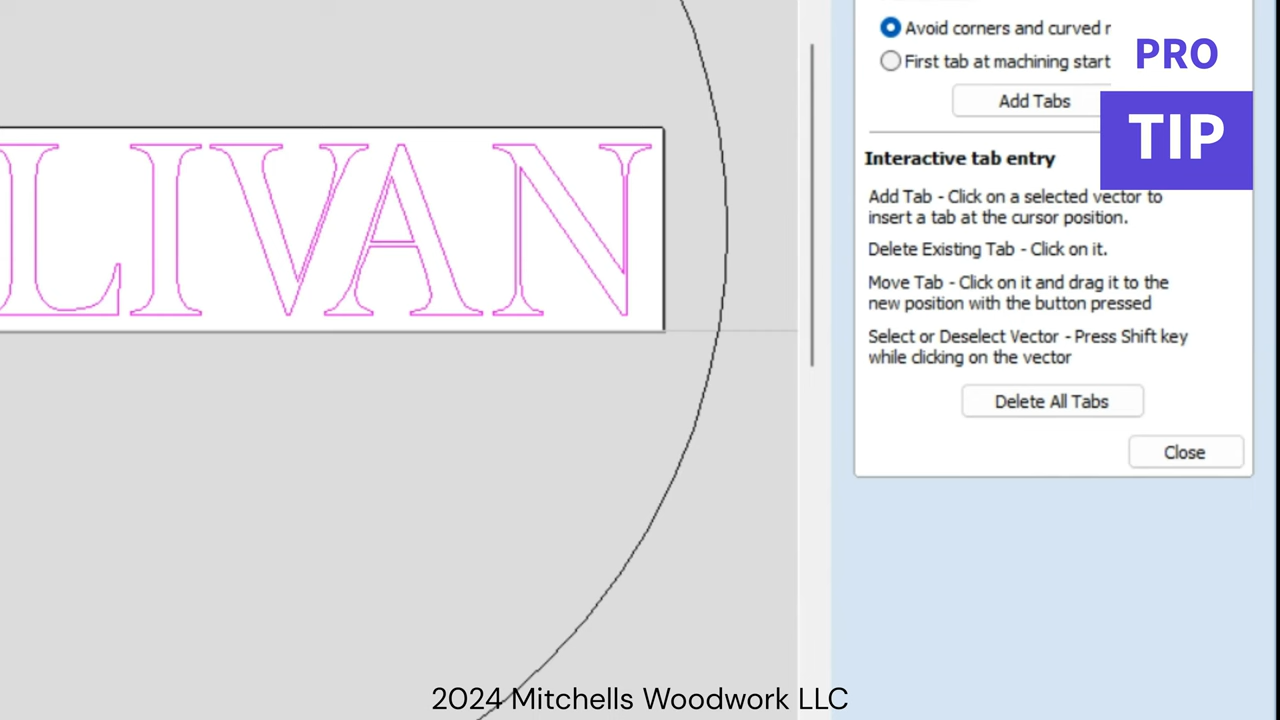 Avoid corners and curved r
First tab at machining start
PRO
TIP
Add Tabs
Interactive tab entry
Add Tab - Click on a selected vector to
insert a tab at the cursor position.
Delete Existing Tab - Click on it.
Move Tab - Click on it and drag it to the
new position with the button pressed
Select or Deselect Vector - Press Shift key
while clicking on the vector
Delete All Tabs
Close
LIVAN
2024 Mitchells Woodwork LLC